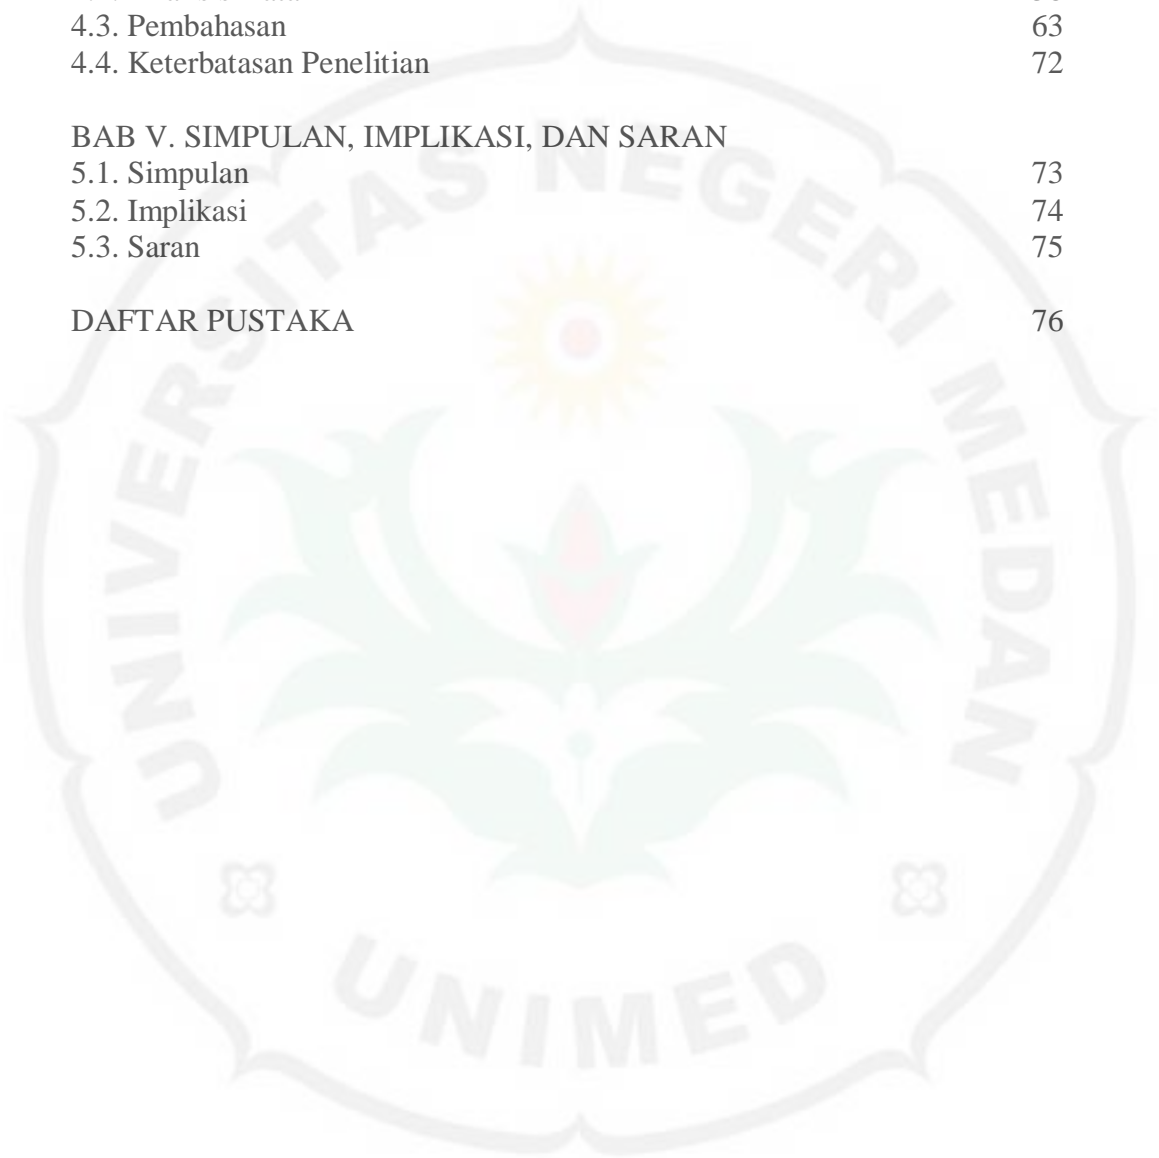 4.3. Pembahasan 63
4.4. Keterbatasan Penelitian 72
BAB V. SIMPULAN, IMPLIKASI, DAN SARAN
5.1. Simpulan 73
5.2. Implikasi 74
5.3. Saran 75
DAFTAR PUSTAKA 76
UNIVERSITAS NEGERI MEDAN
UNIMED